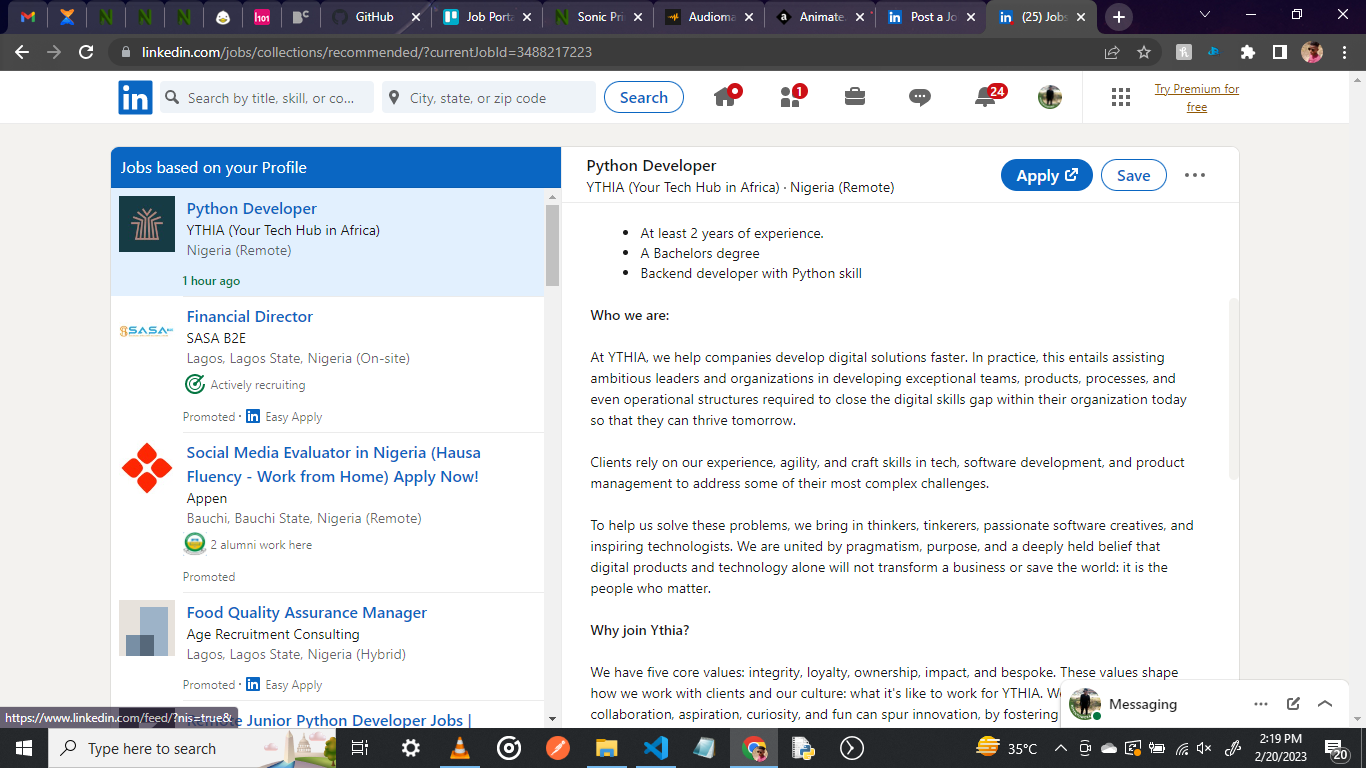 GitHub
Job Porta
Sonic Pri
Audioma
Animate.
Post a Jo
(25) Jobs
linkedin.com/jobs/collections/recommended/?currentJobId=3488217223
in
Search by title, skill, or co...
City, state, or zip code
Search
1
24
Try Premium for
free
Jobs based on your Profile
Python Developer
YTHIA (Your Tech Hub in Africa)
Nigeria (Remote)
1 hour ago
SASA
Financial Director
SASA B2E
Lagos, Lagos State, Nigeria (On-site)
Actively recruiting
Promoted · in Easy Apply
Social Media Evaluator in Nigeria (Hausa
Fluency - Work from Home) Apply Now!
Appen
Bauchi, Bauchi State, Nigeria (Remote)
2 alumni work here
Promoted
Food Quality Assurance Manager
Age Recruitment Consulting
Lagos, Lagos State, Nigeria (Hybrid)
Promoted · in Easy Apply
Remote Junior Python Developer Jobs |
https://www.linkedin.com/feed/?nis=true&
Python Developer
YTHIA (Your Tech Hub in Africa) · Nigeria (Remote)
Apply
Save
• At least 2 years of experience.
• A Bachelors degree
• Backend developer with Python skill
Who we are:
At YTHIA, we help companies develop digital solutions faster. In practice, this entails assisting
ambitious leaders and organizations in developing exceptional teams, products, processes, and
even operational structures required to close the digital skills gap within their organization today
so that they can thrive tomorrow.
Clients rely on our experience, agility, and craft skills in tech, software development, and product
management to address some of their most complex challenges.
To help us solve these problems, we bring in thinkers, tinkerers, passionate software creatives, and
inspiring technologists. We are united by pragmatism, purpose, and a deeply held belief that
digital products and technology alone will not transform a business or save the world: it is the
people who matter.
Why join Ythia?
We have five core values: integrity, loyalty, ownership, impact, and bespoke. These values shape
how we work with clients and our culture: what it's like to work for YTHIA. W
collaboration, aspiration, curiosity, and fun can spur innovation, by fostering
Messaging
Type here to search
35°C
2:19 PM
2/20/2023
20